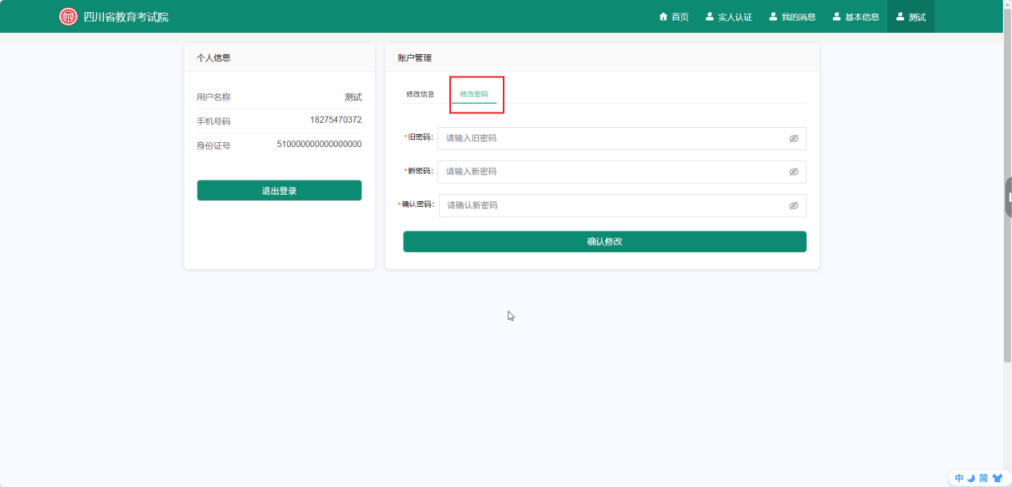 四川省教育考试院
首页 实人认证 我的消息 基本信息 测试
个人信息
用户名称 测试
手机号码 18275470372
身份证号 510000000000000000
退出登录
账户管理
修改信息 修改密码
*旧密码: 请输入旧密码
*新密码: 请输入新密码
*确认密码: 请确认新密码
确认修改
中 简